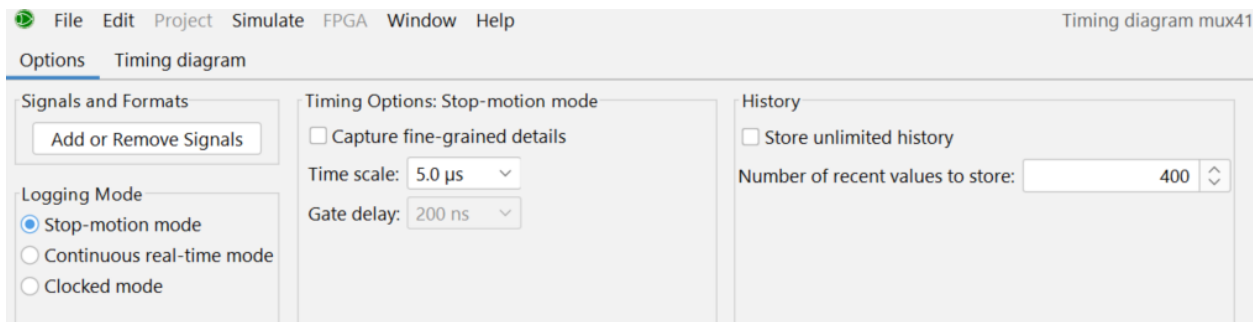 File Edit Project Simulate FPGA Window Help
Timing diagram mux41
Options Timing diagram
Signals and Formats
Add or Remove Signals
Logging Mode
Stop-motion mode
Continuous real-time mode
Clocked mode
Timing Options: Stop-motion mode
Capture fine-grained details
Time scale: 5.0 µs
Gate delay: 200 ns
History
Store unlimited history
Number of recent values to store: 400